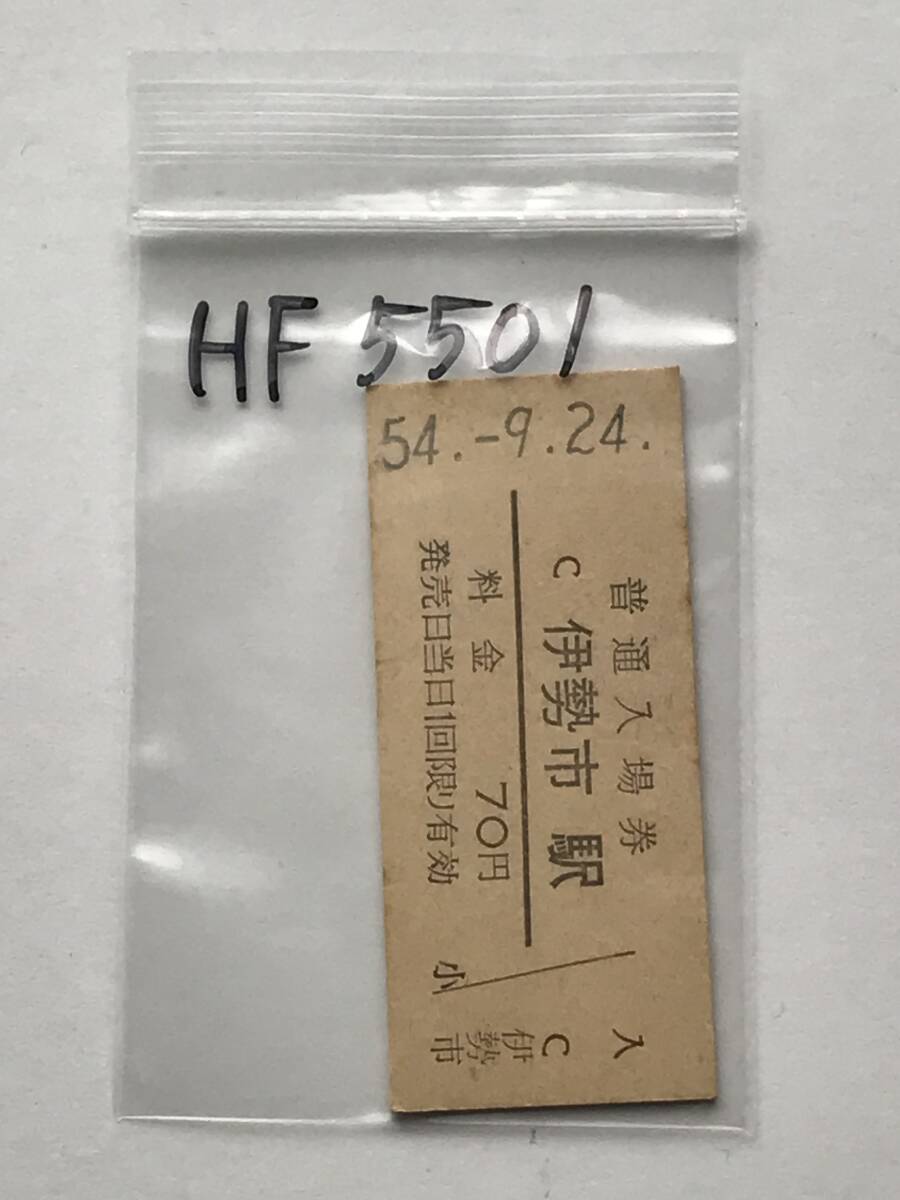 HF 5501
54.-9.24.
普通入場券
C 伊勢市駅
料金 70円
発売日当日1回限り有効
小
入
C
伊勢市